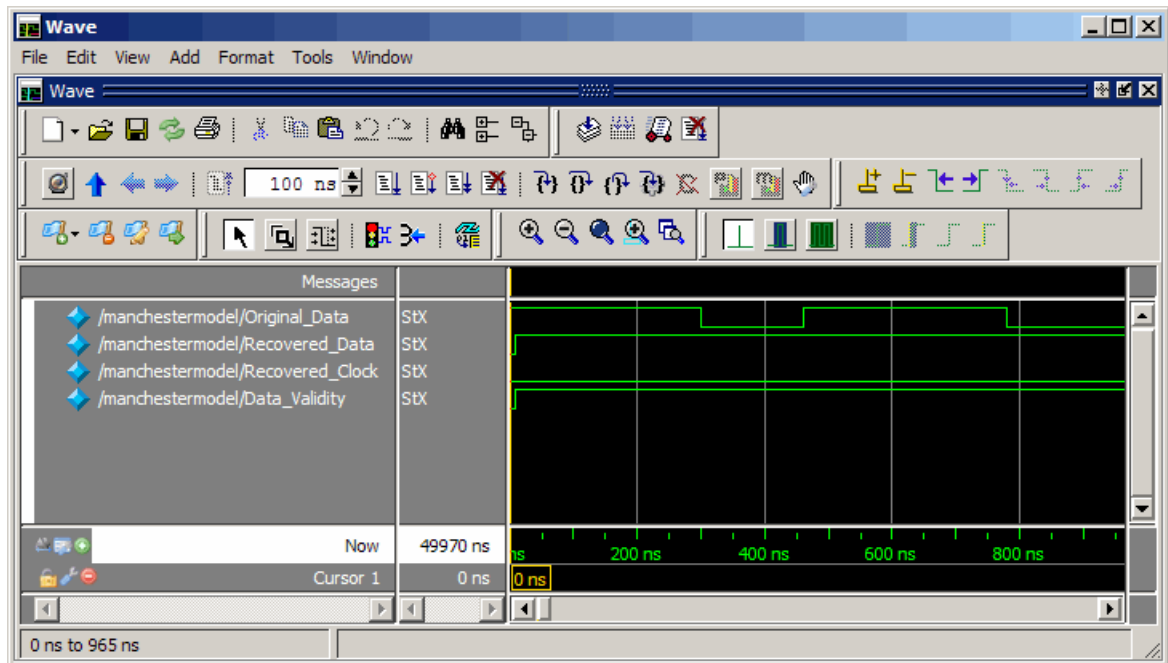 Wave
File Edit View Add Format Tools Window
Wave
100 ns
Messages
/manchestermodel/Original_Data StX
/manchestermodel/Recovered_Data StX
/manchestermodel/Recovered_Clock StX
/manchestermodel/Data_Validity StX
Now 49970 ns ns 200 ns 400 ns 600 ns 800 ns
Cursor 1 0 ns 0 ns
0 ns to 965 ns